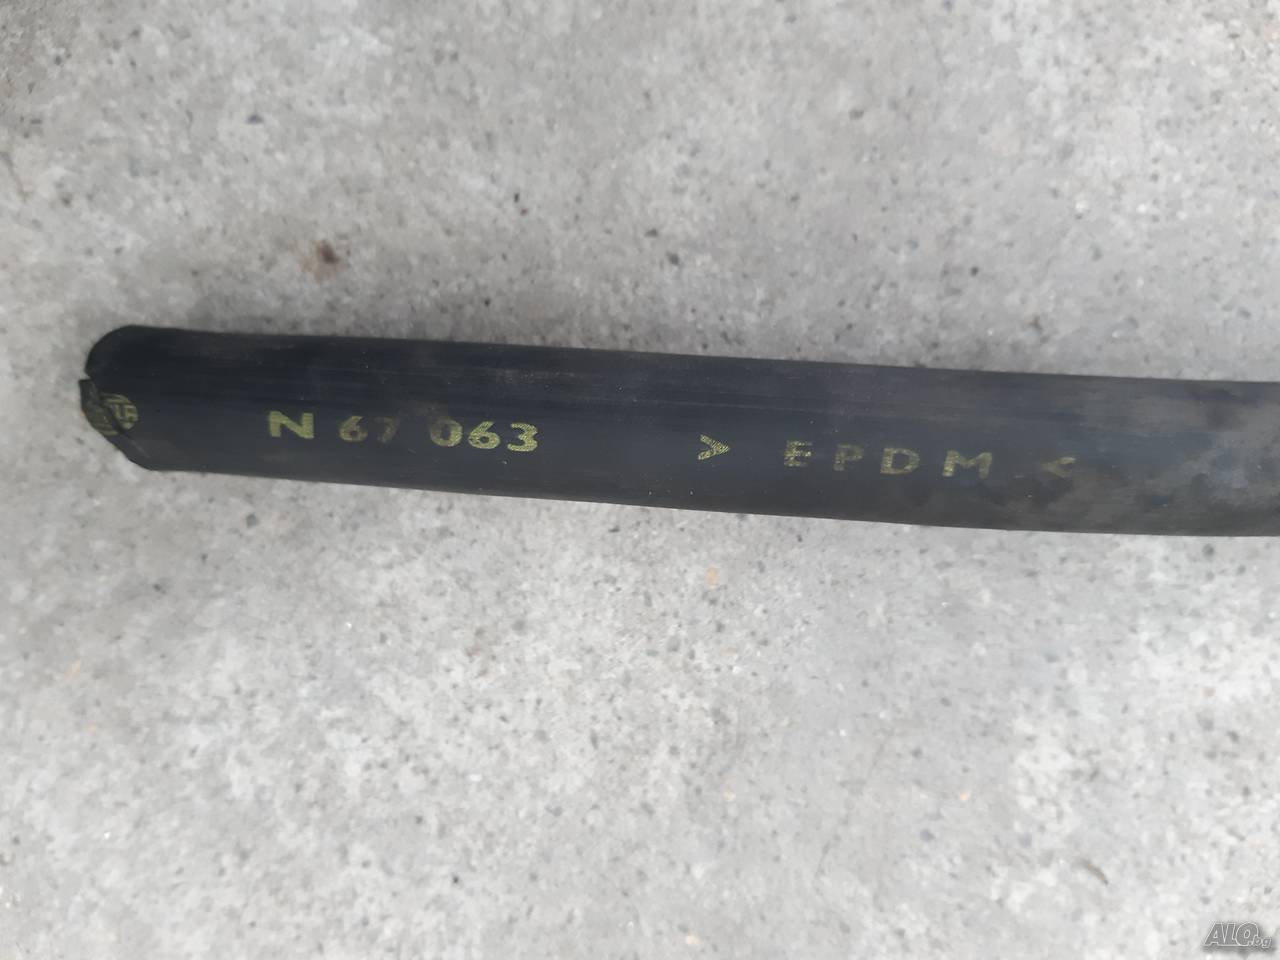 N 67 063 > EPDM <
ALO.bg